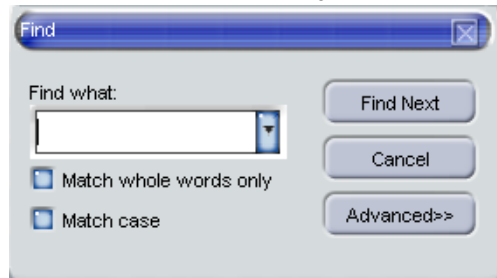 Find
Find what:
Find Next
Cancel
Match whole words only
Match case
Advanced>>